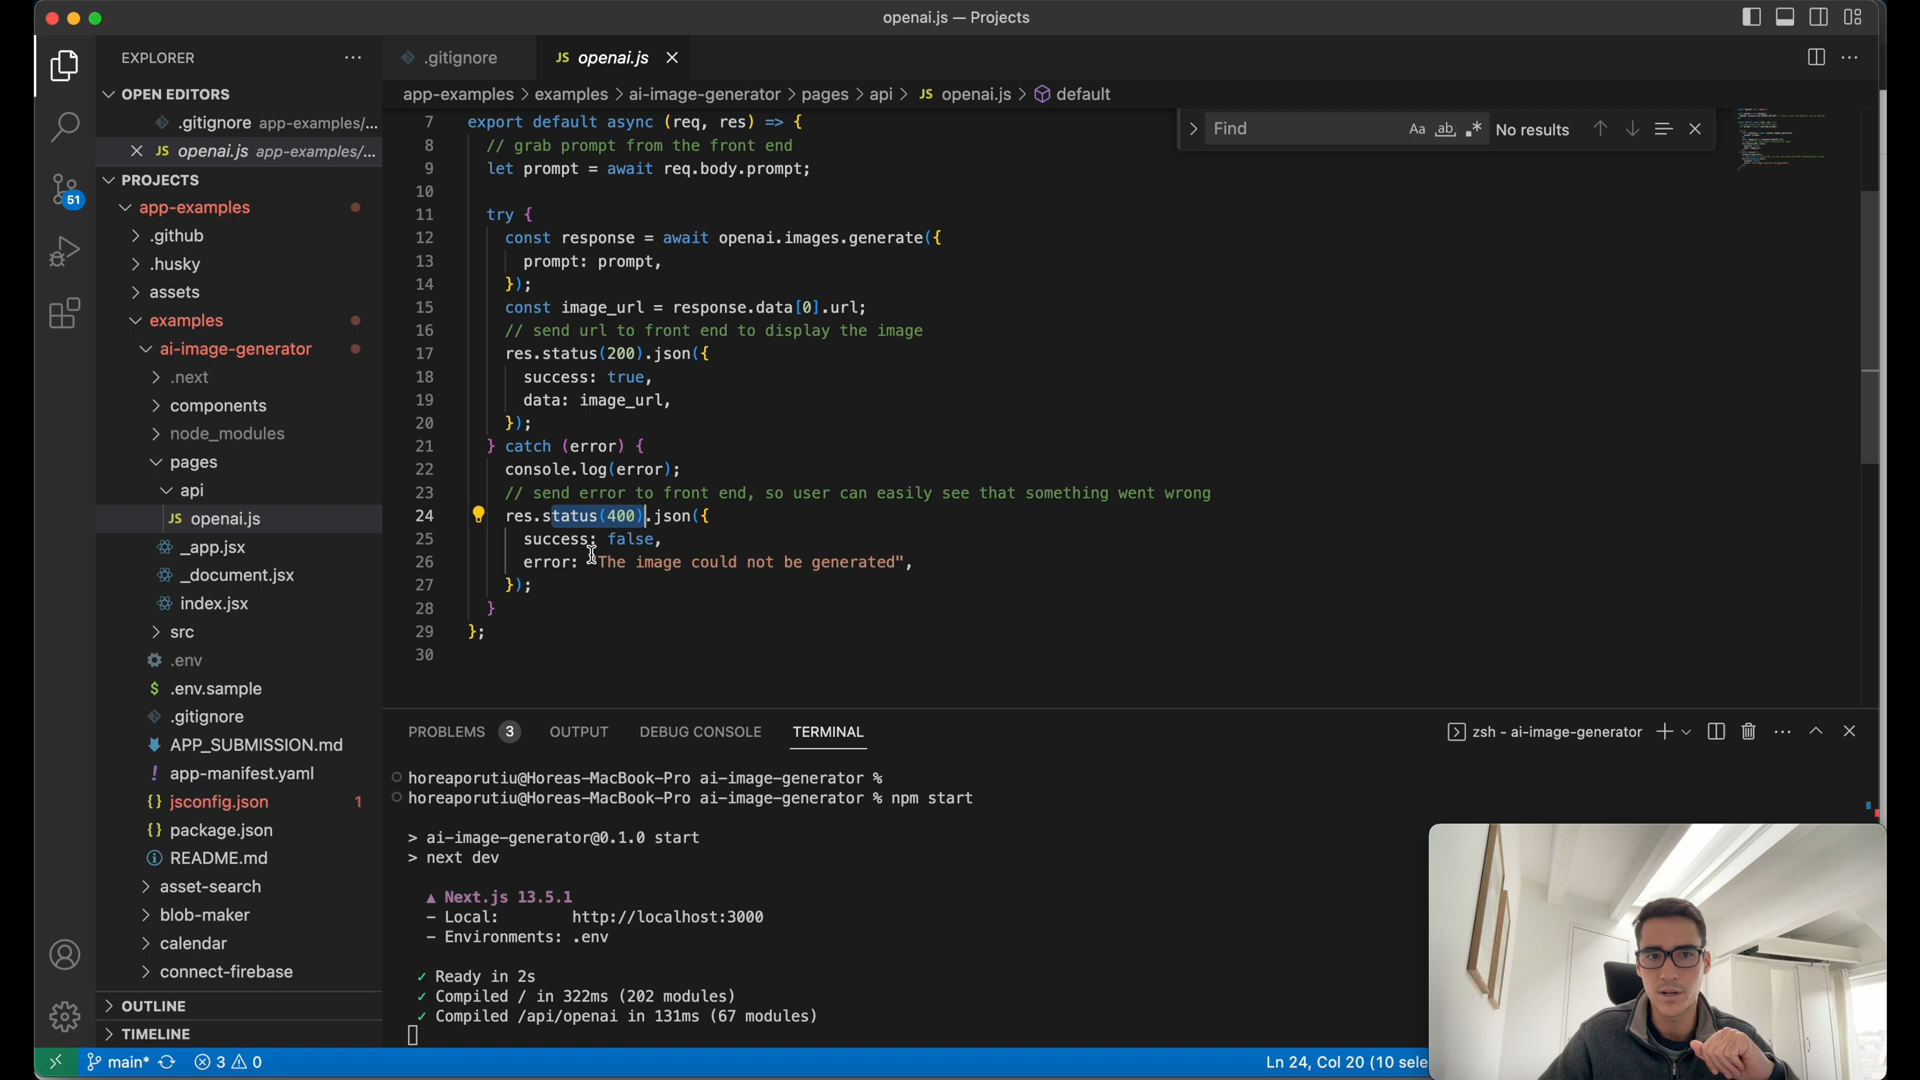 openai.js — Projects
EXPLORER
OPEN EDITORS
.gitignore app-examples/...
JS openai.js app-examples/...
PROJECTS
app-examples
.github
.husky
assets
examples
ai-image-generator
.next
components
node_modules
pages
api
JS openai.js
_app.jsx
_document.jsx
index.jsx
src
.env
$ .env.sample
.gitignore
APP_SUBMISSION.md
! app-manifest.yaml
{} jsconfig.json 1
{} package.json
README.md
asset-search
blob-maker
calendar
connect-firebase
OUTLINE
TIMELINE
51
.gitignore
JS openai.js
app-examples > examples > ai-image-generator > pages > api > JS openai.js > default
Find Aa ab .* No results
7 export default async (req, res) => {
8 // grab prompt from the front end
9 let prompt = await req.body.prompt;
10
11 try {
12 const response = await openai.images.generate({
13 prompt: prompt,
14 });
15 const image_url = response.data[0].url;
16 // send url to front end to display the image
17 res.status(200).json({
18 success: true,
19 data: image_url,
20 });
21 } catch (error) {
22 console.log(error);
23 // send error to front end, so user can easily see that something went wrong
24 res.status(400).json({
25 success: false,
26 error: "The image could not be generated",
27 });
28 }
29 };
30
PROBLEMS 3 OUTPUT DEBUG CONSOLE TERMINAL
zsh - ai-image-generator
horeaporutiu@Horeas-MacBook-Pro ai-image-generator %
horeaporutiu@Horeas-MacBook-Pro ai-image-generator % npm start
> ai-image-generator@0.1.0 start
> next dev
▲ Next.js 13.5.1
- Local: http://localhost:3000
- Environments: .env
✓ Ready in 2s
✓ Compiled / in 322ms (202 modules)
✓ Compiled /api/openai in 131ms (67 modules)
main* 3 0
Ln 24, Col 20 (10 sele